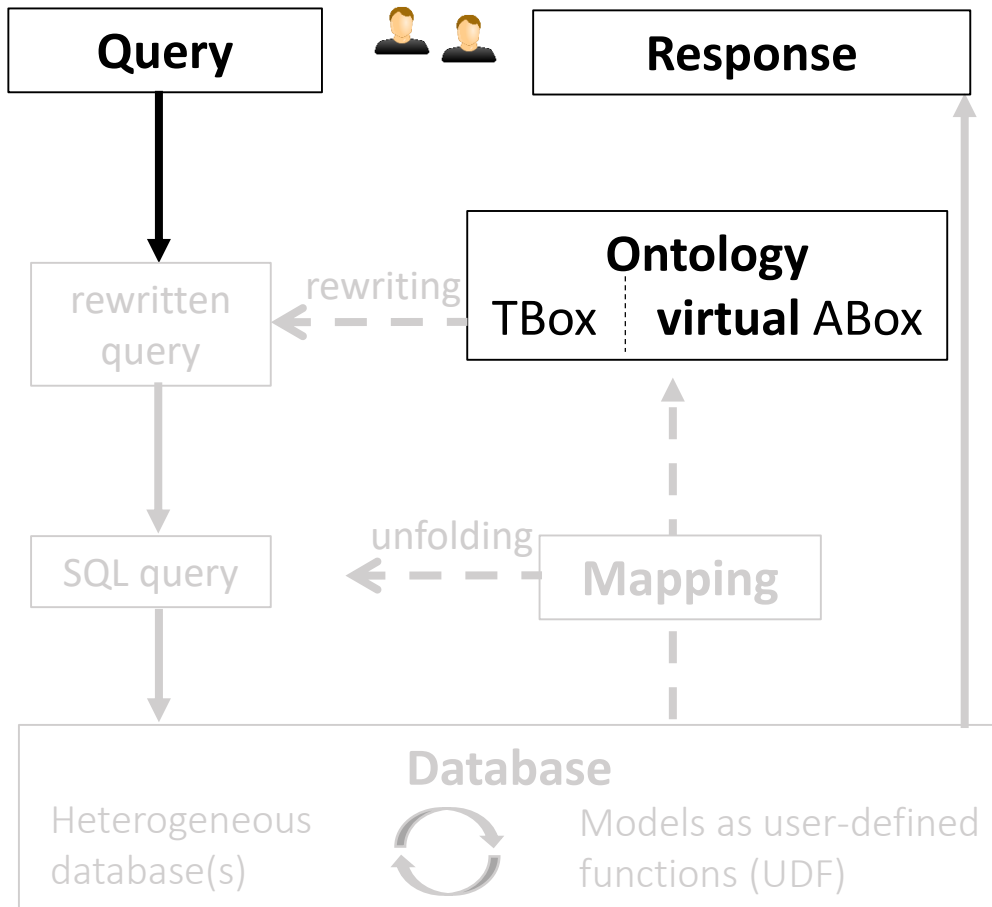 Query
Response
Ontology
TBox virtual ABox
rewriting
rewritten
query
unfolding
SQL query
Mapping
Database
Heterogeneous
database(s)
Models as user-defined
functions (UDF)